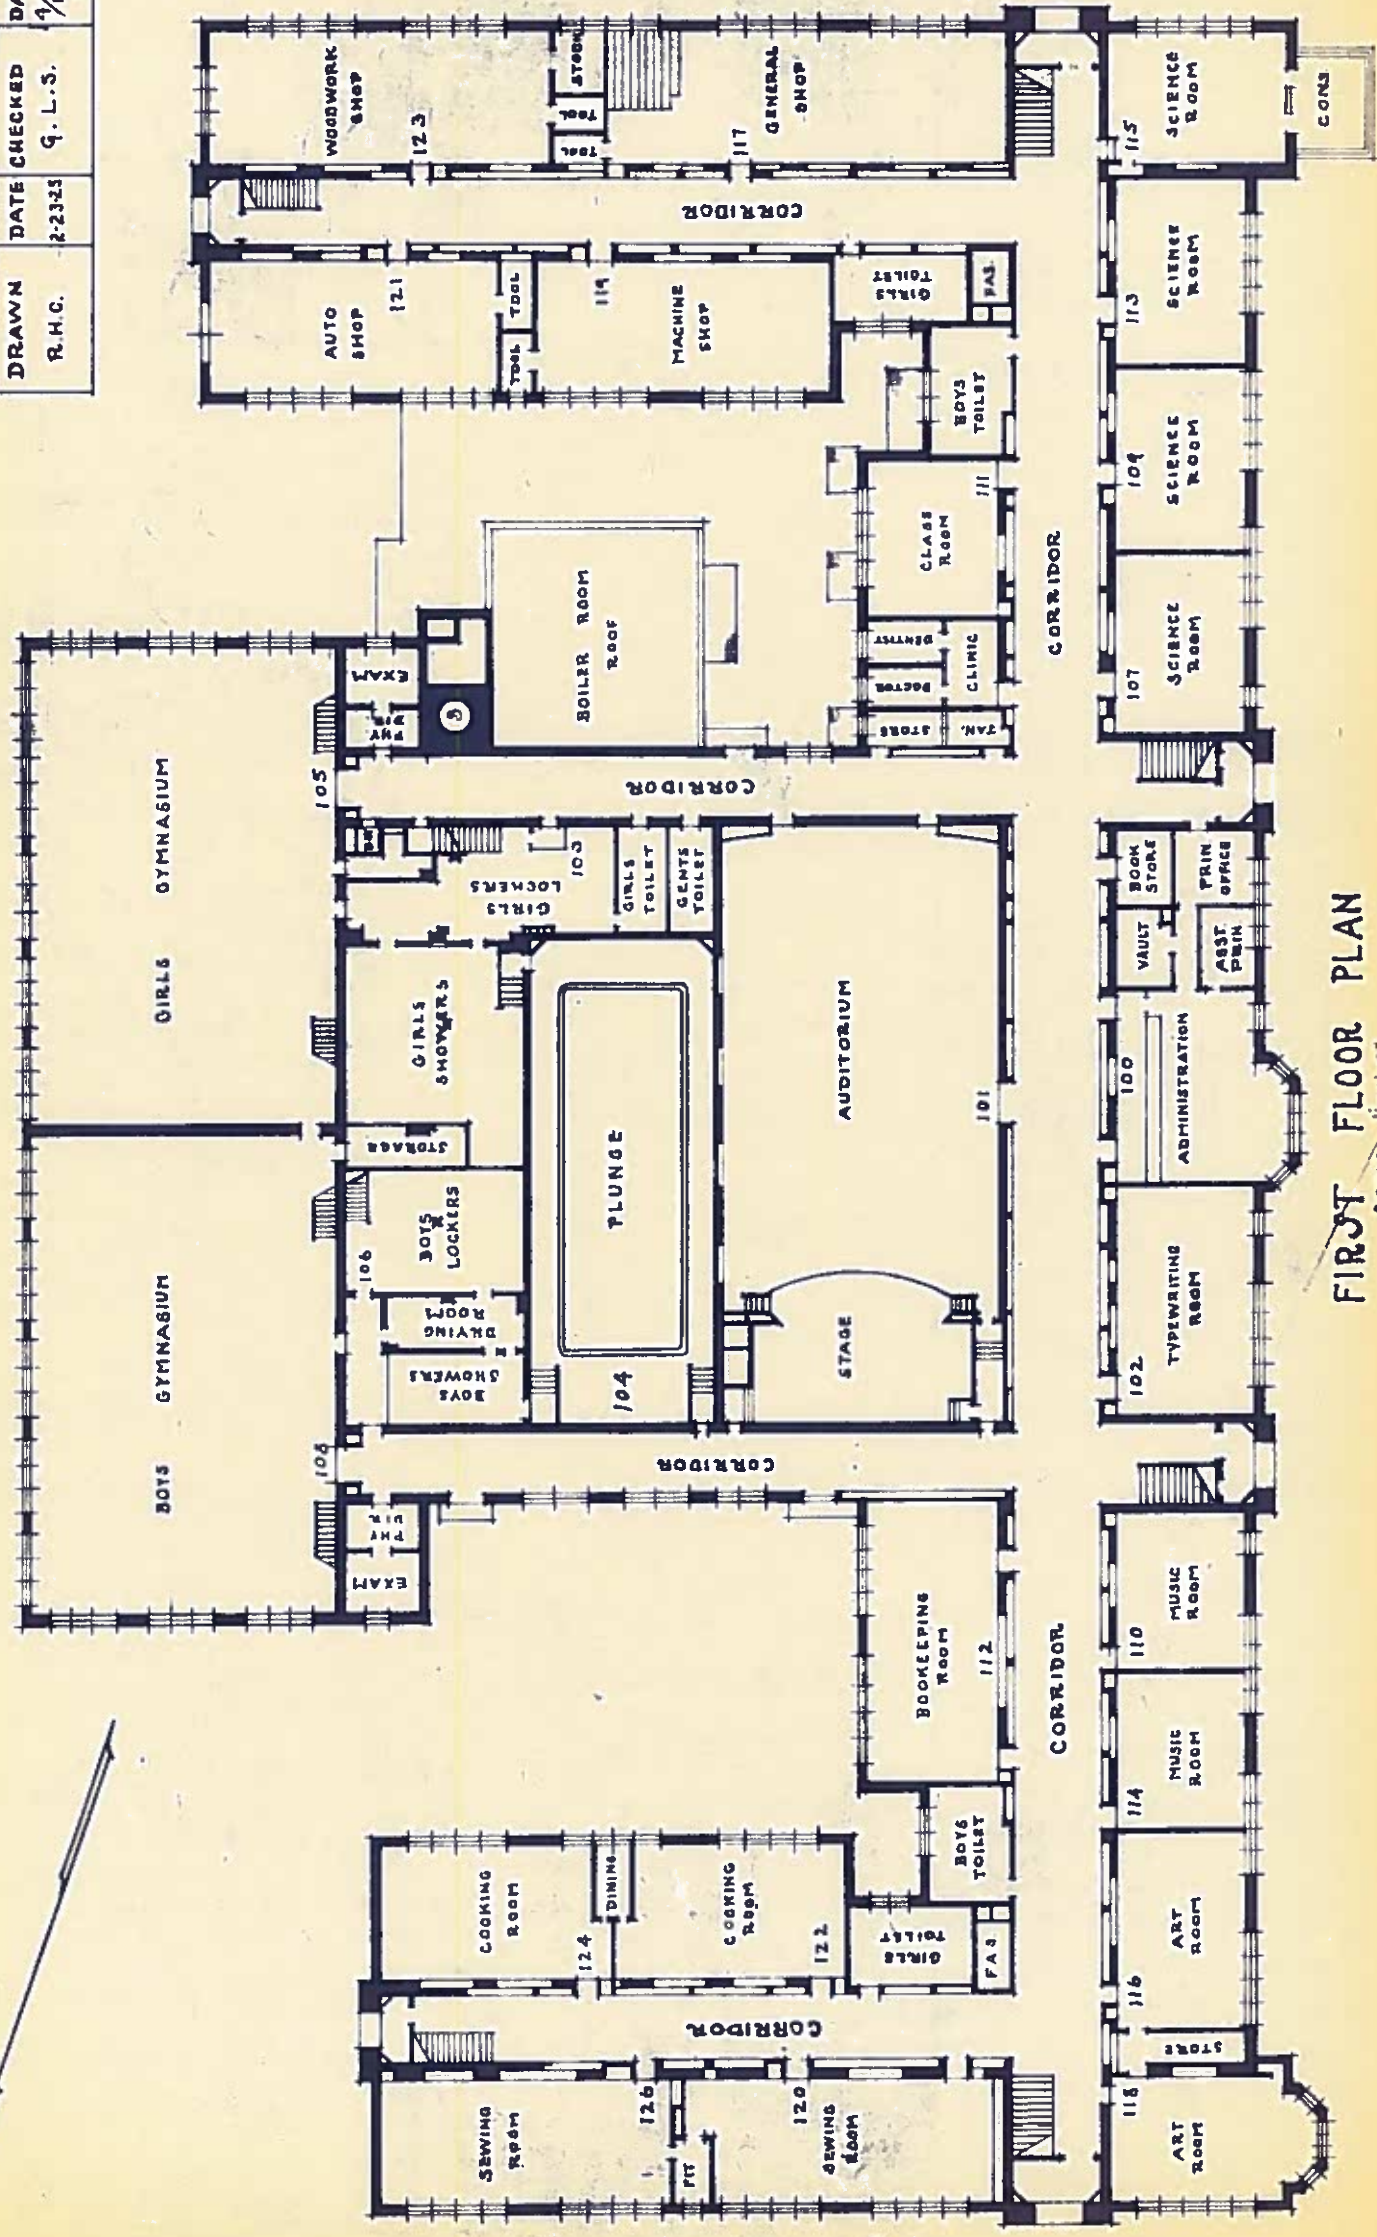 DRAWN
DATE
CHECKED
R.H.C.
2-23-25
G. L. S.
WOODWORK
SHOP
123
STOCK
TOOL
TOOL
GENERAL
SHOP
117
CORRIDOR
AUTO
SHOP
121
TOOL
TOOL
119
MACHINE
SHOP
GIRLS
TOILET
FAS.
BOYS
TOILET
SCIENCE
ROOM
115
CONS.
SCIENCE
ROOM
113
SCIENCE
ROOM
109
SCIENCE
ROOM
107
CLASS
ROOM
111
CORRIDOR
DENTIST
DOCTOR
CLINIC
STORE
JAN.
BOILER ROOM
ROOF
EXAM
PHY.
DIR.
S
105
GIRLS GYMNASIUM
CORRIDOR
103
GIRLS
LOCKERS
GIRLS
TOILET
GENTS
TOILET
GIRLS
SHOWERS
PLUNGE
104
AUDITORIUM
101
STAGE
BOOK
STORE
PRIN.
OFFICE
VAULT
ASST.
PRIN
100
ADMINISTRATION
TYPEWRITING
ROOM
102
STORAGE
BOYS
LOCKERS
106
DRYING
ROOM
BOYS
SHOWERS
BOYS GYMNASIUM
108
PHY
DIR.
EXAM
CORRIDOR
BOOKEEPING
ROOM
112
CORRIDOR
MUSIC
ROOM
110
MUSIC
ROOM
114
ART
ROOM
116
STORE
118
ART
ROOM
BOYS
TOILET
GIRLS
TOILET
FAS.
COOKING
ROOM
124
DINING
COOKING
ROOM
122
CORRIDOR
SEWING
ROOM
126
FIT
120
SEWING
ROOM
FIRST FLOOR PLAN